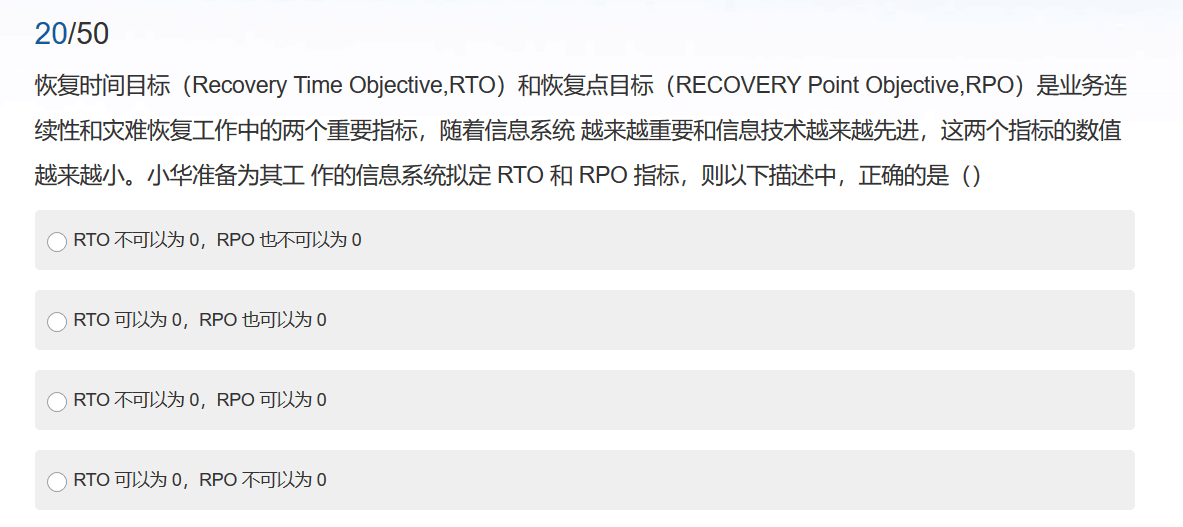 20/50
恢复时间目标（Recovery Time Objective,RTO）和恢复点目标（RECOVERY Point Objective,RPO）是业务连
续性和灾难恢复工作中的两个重要指标，随着信息系统 越来越重要和信息技术越来越先进，这两个指标的数值
越来越小。小华准备为其工 作的信息系统拟定 RTO 和 RPO 指标，则以下描述中，正确的是（）
RTO 不可以为 0，RPO 也不可以为 0
RTO 可以为 0，RPO 也可以为 0
RTO 不可以为 0，RPO 可以为 0
RTO 可以为 0，RPO 不可以为 0